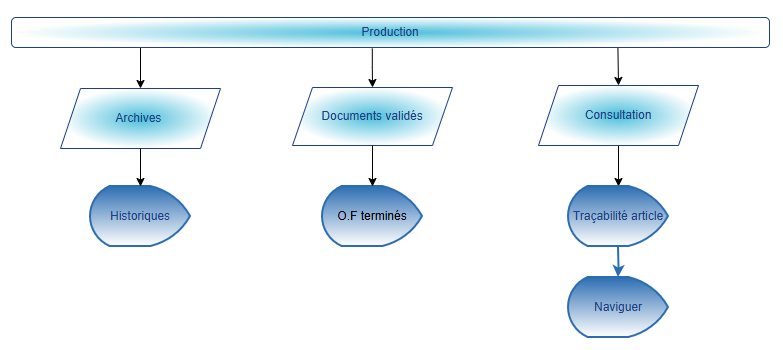 Production
Archives
Documents validés
Consultation
Historiques
O.F terminés
Traçabilité article
Naviguer